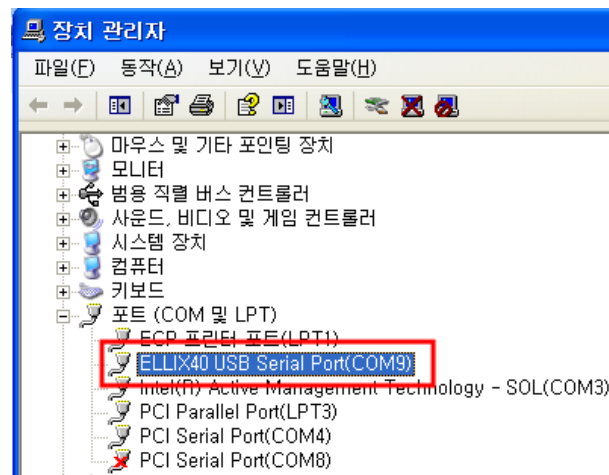 장치 관리자
파일(F) 동작(A) 보기(V) 도움말(H)
마우스 및 기타 포인팅 장치
모니터
범용 직렬 버스 컨트롤러
사운드, 비디오 및 게임 컨트롤러
시스템 장치
컴퓨터
키보드
포트 (COM 및 LPT)
ECP 프린터 포트(LPT1)
ELLIX40 USB Serial Port(COM9)
Intel(R) Active Management Technology - SOL(COM3)
PCI Parallel Port(LPT3)
PCI Serial Port(COM4)
PCI Serial Port(COM8)